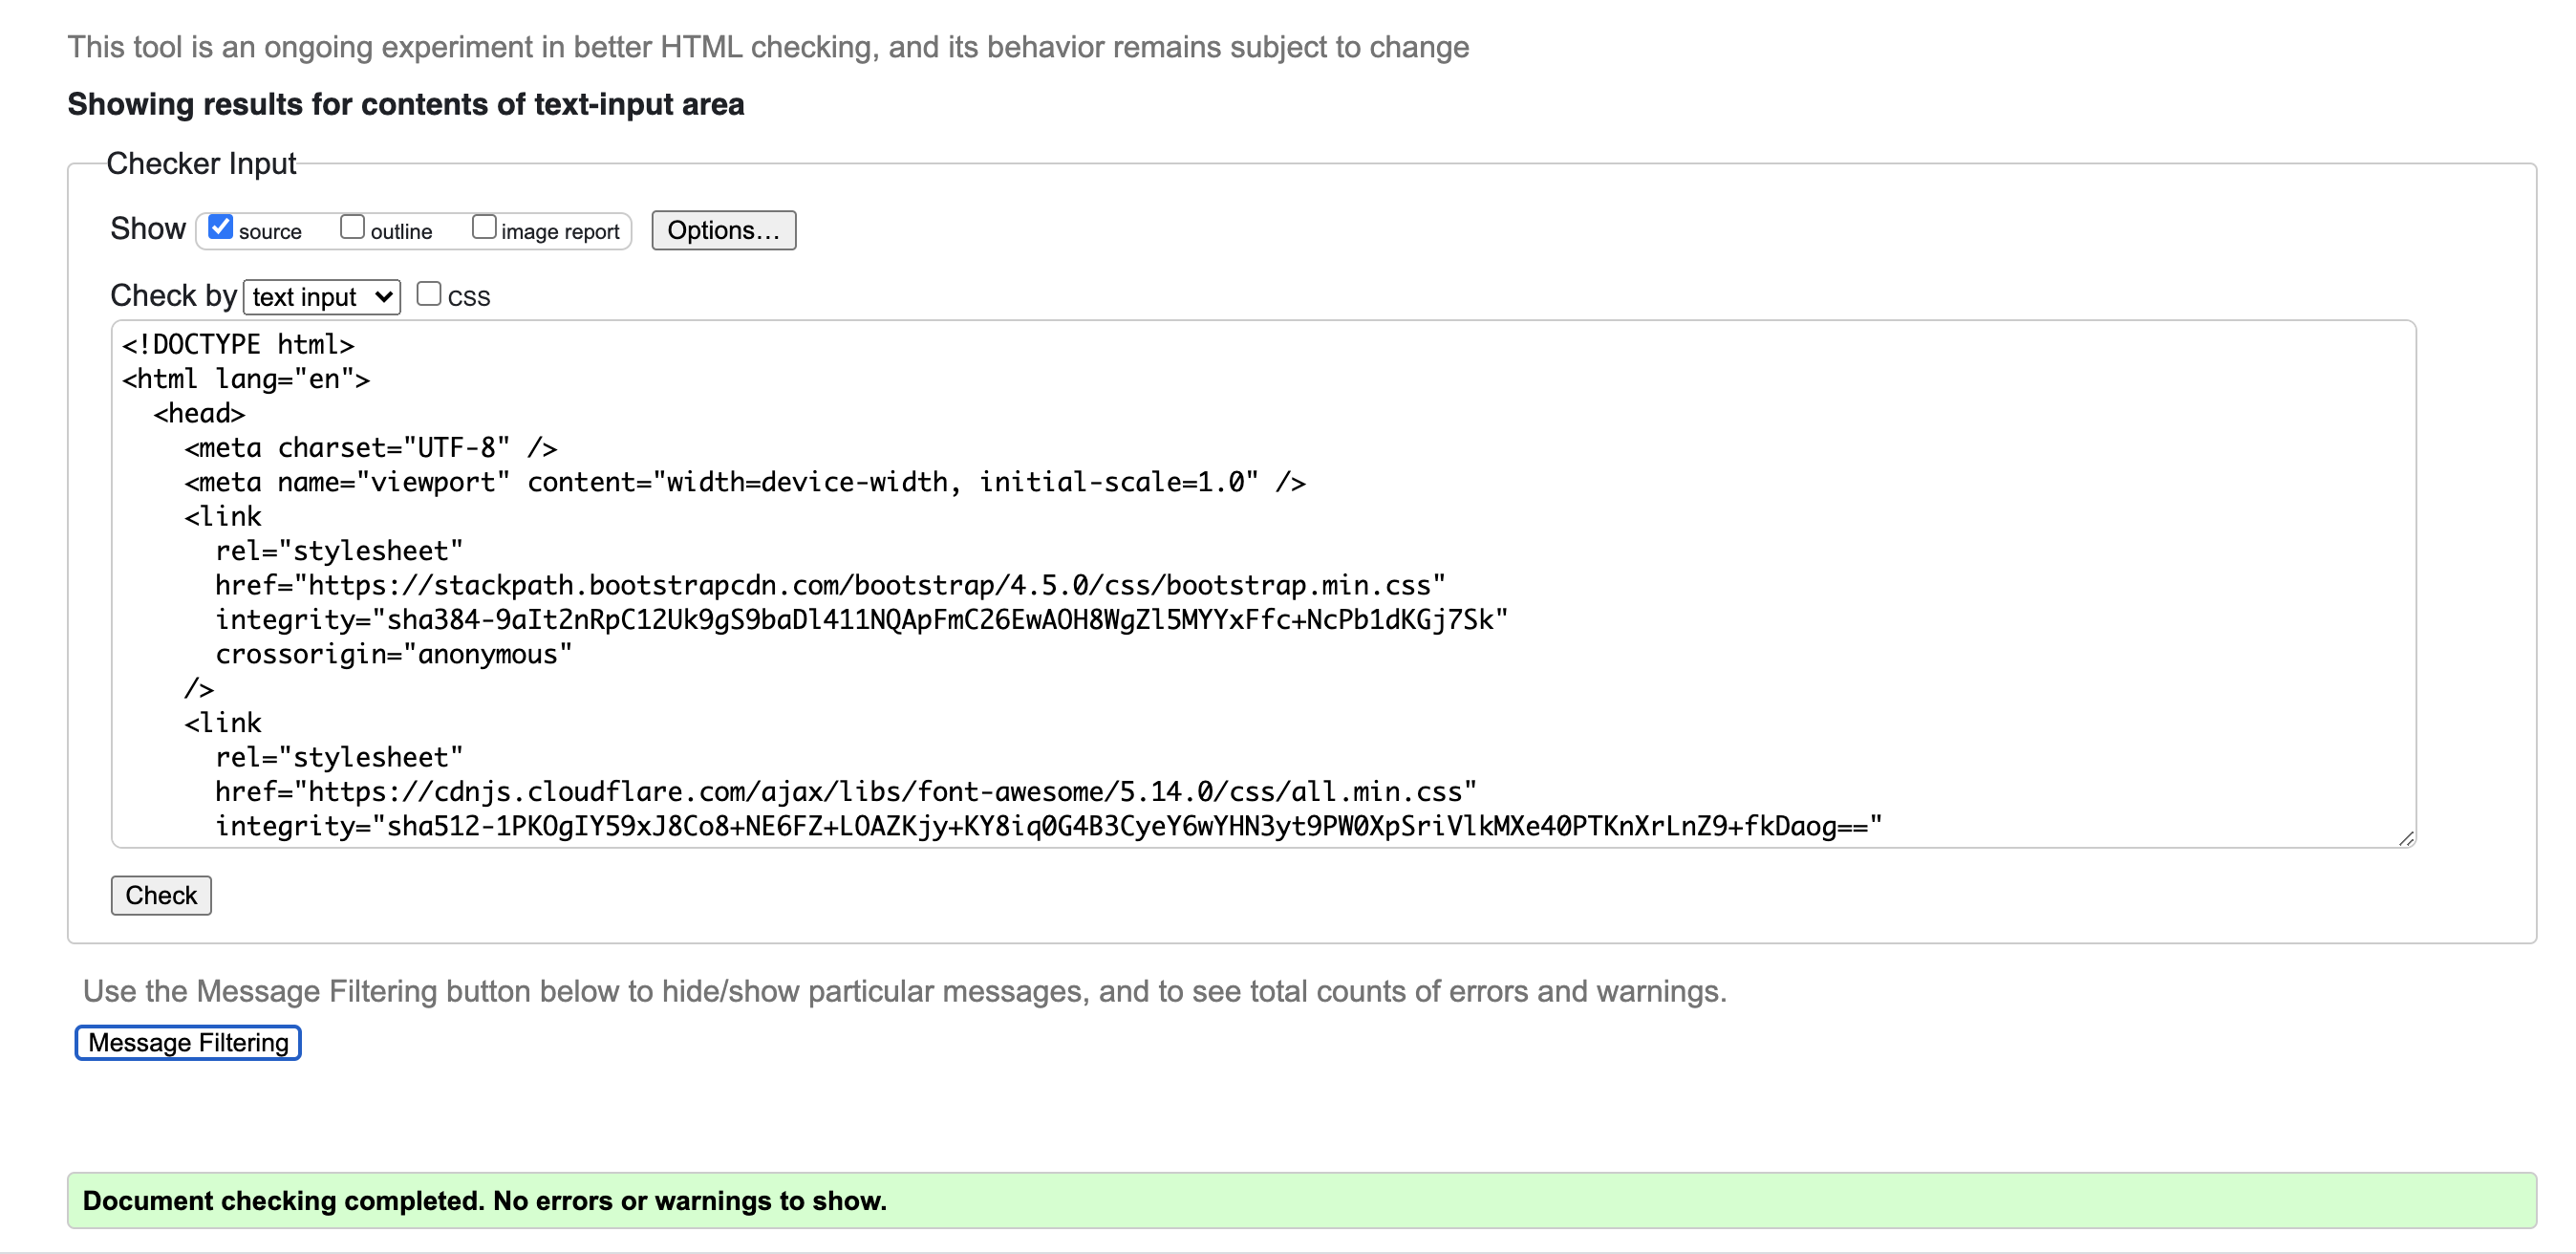 This tool is an ongoing experiment in better HTML checking, and its behavior remains subject to change
Showing results for contents of text-input area
Checker Input
Show source outline image report Options...
Check by text input CSS
<!DOCTYPE html>
<html lang="en">
<head>
<meta charset="UTF-8" />
<meta name="viewport" content="width=device-width, initial-scale=1.0" />
<link
rel="stylesheet"
href="https://stackpath.bootstrapcdn.com/bootstrap/4.5.0/css/bootstrap.min.css"
integrity="sha384-9aIt2nRpC12Uk9gS9baDl411NQApFmC26EwAOH8WgZl5MYYxFfc+NcPb1dKGj7Sk"
crossorigin="anonymous"
/>
<link
rel="stylesheet"
href="https://cdnjs.cloudflare.com/ajax/libs/font-awesome/5.14.0/css/all.min.css"
integrity="sha512-1PKOgIY59xJ8Co8+NE6FZ+LOAZKjy+KY8iq0G4B3CyeY6wYHN3yt9PW0XpSriVlkMXe40PTKnXrLnZ9+fkDaog=="
Check
Use the Message Filtering button below to hide/show particular messages, and to see total counts of errors and warnings.
Message Filtering
Document checking completed. No errors or warnings to show.